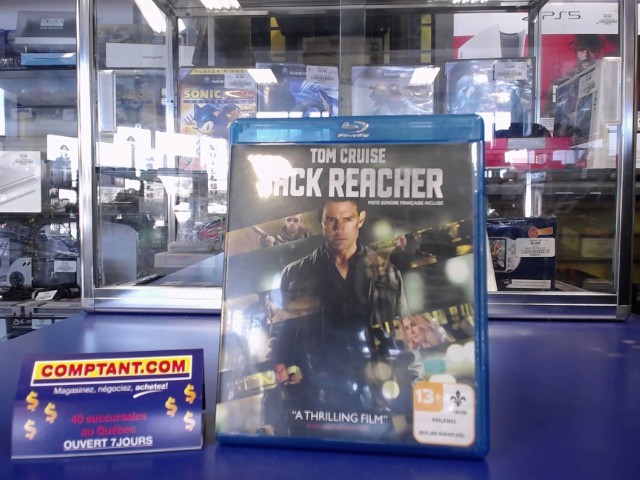 PS5
SONIC
Blu-ray
TOM CRUISE
JACK REACHER
PISTE SONORE FRANÇAISE INCLUSE
"A THRILLING FILM"
13+
VIOLENCE
COMPTANT.COM
Magasinez, négociez, achetez!
40 succursales
au Québec
OUVERT 7JOURS